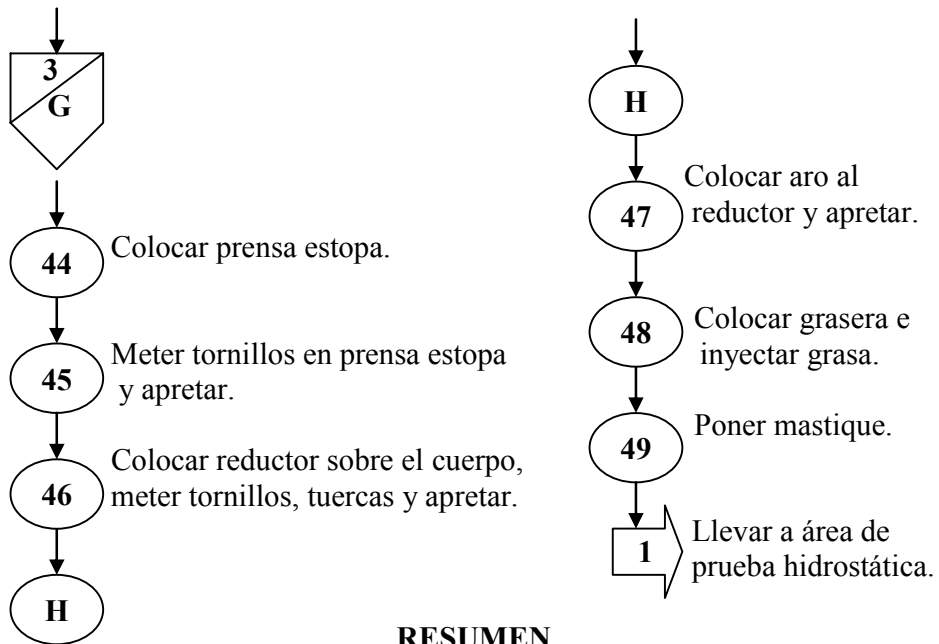 3
G
44
Colocar prensa estopa.
45
Meter tornillos en prensa estopa
y apretar.
46
Colocar reductor sobre el cuerpo,
meter tornillos, tuercas y apretar.
H
H
47
Colocar aro al
reductor y apretar.
48
Colocar grasera e
inyectar grasa.
49
Poner mastique.
1
Llevar a área de
prueba hidrostática.
RESUMEN